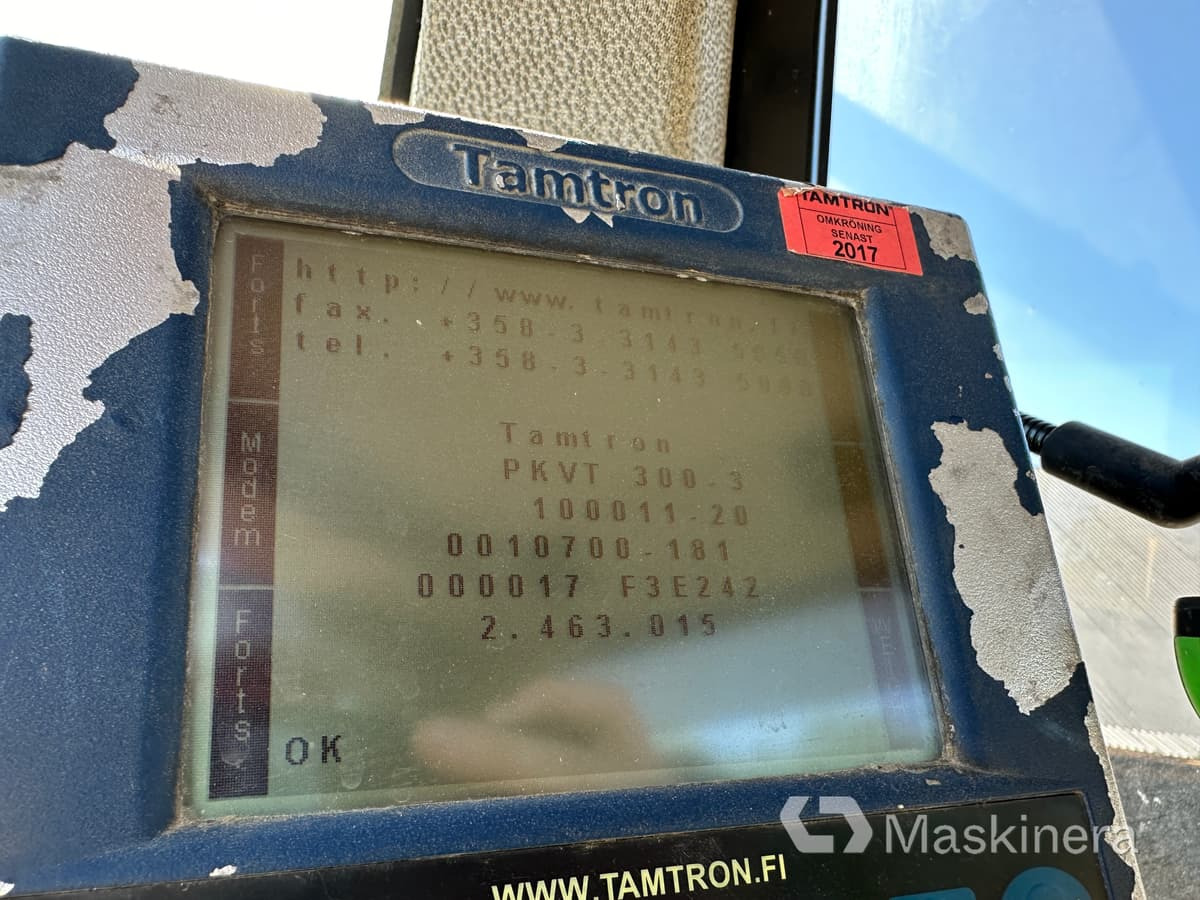 Tamtron
TAMTRON
OMKRÖNING
SENAST
2017
Forts
http://www.tamtron.fi
fax. +358-3-3143
tel. +358-3-3143
Tamtron
PKVT 300-3
100011-20
Modem
0010700-181
000017 F3E242
2.463.015
Forts
OK
Maskinera
WWW.TAMTRON.FI